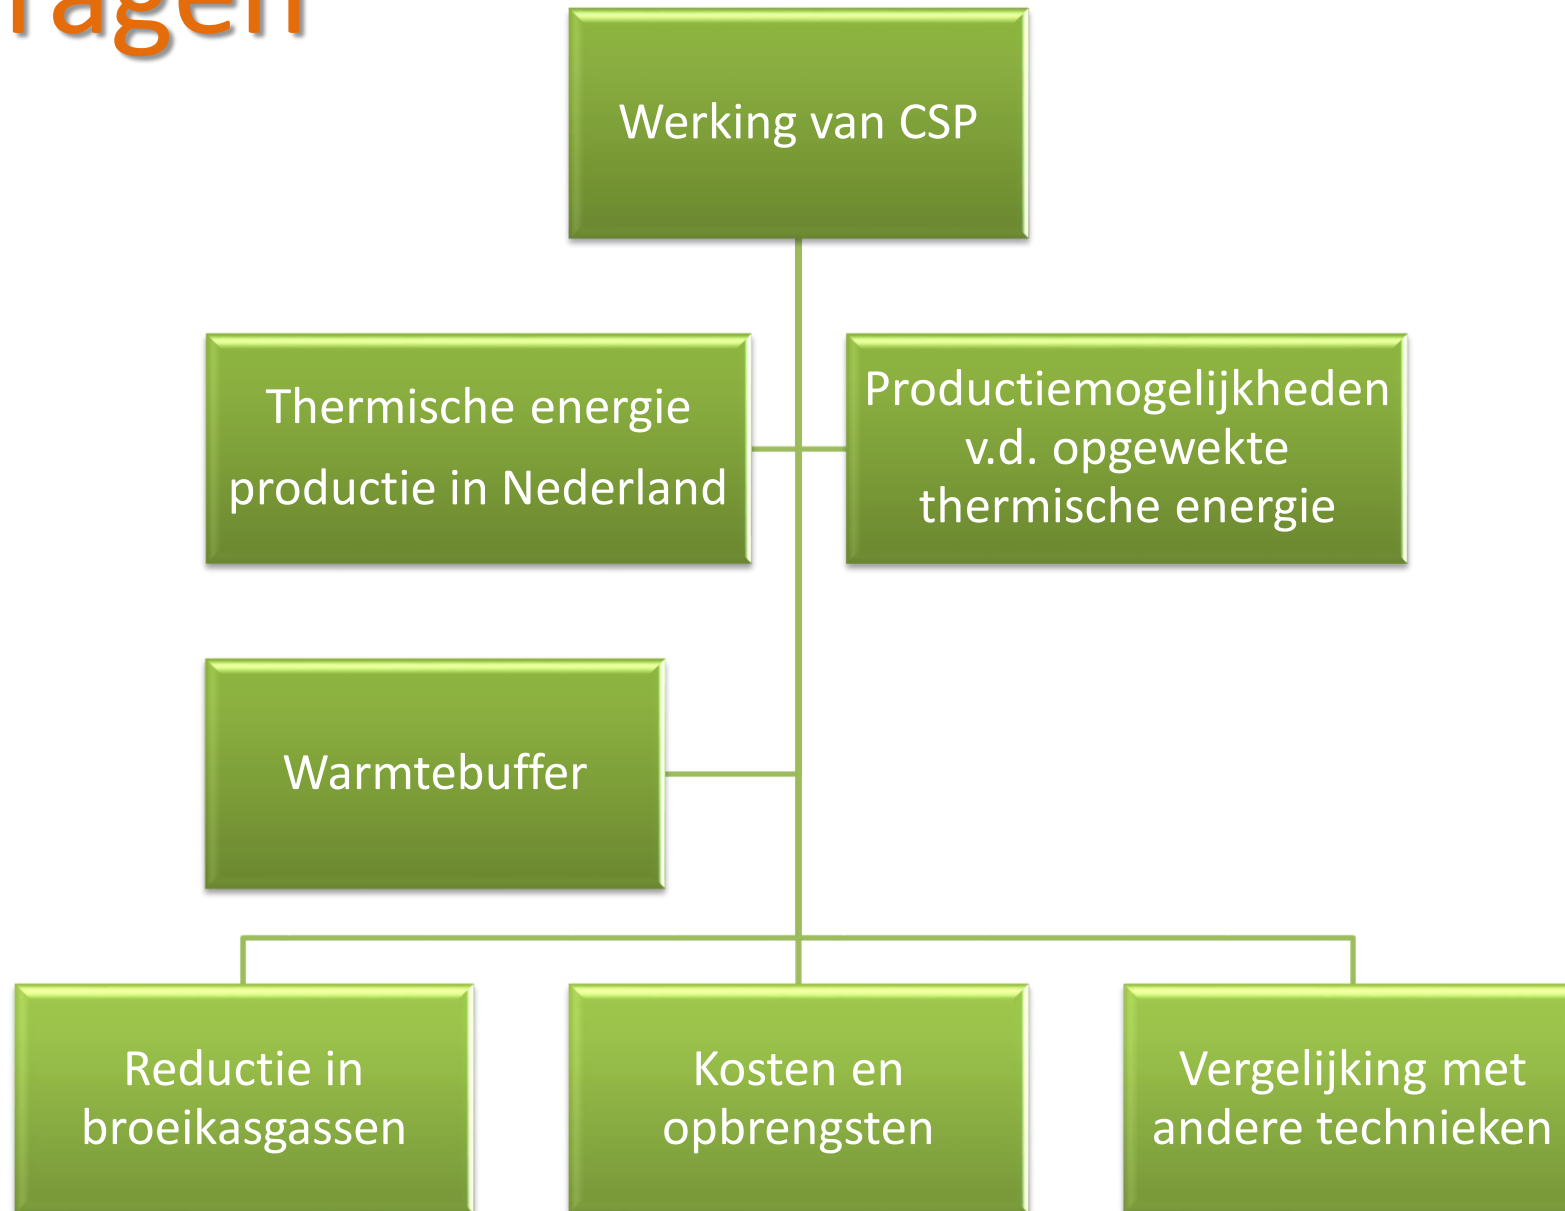 ragen
Werking van CSP
Thermische energie
productie in Nederland
Productiemogelijkheden
v.d. opgewekte
thermische energie
Warmtebuffer
Reductie in
broeikasgassen
Kosten en
opbrengsten
Vergelijking met
andere technieken